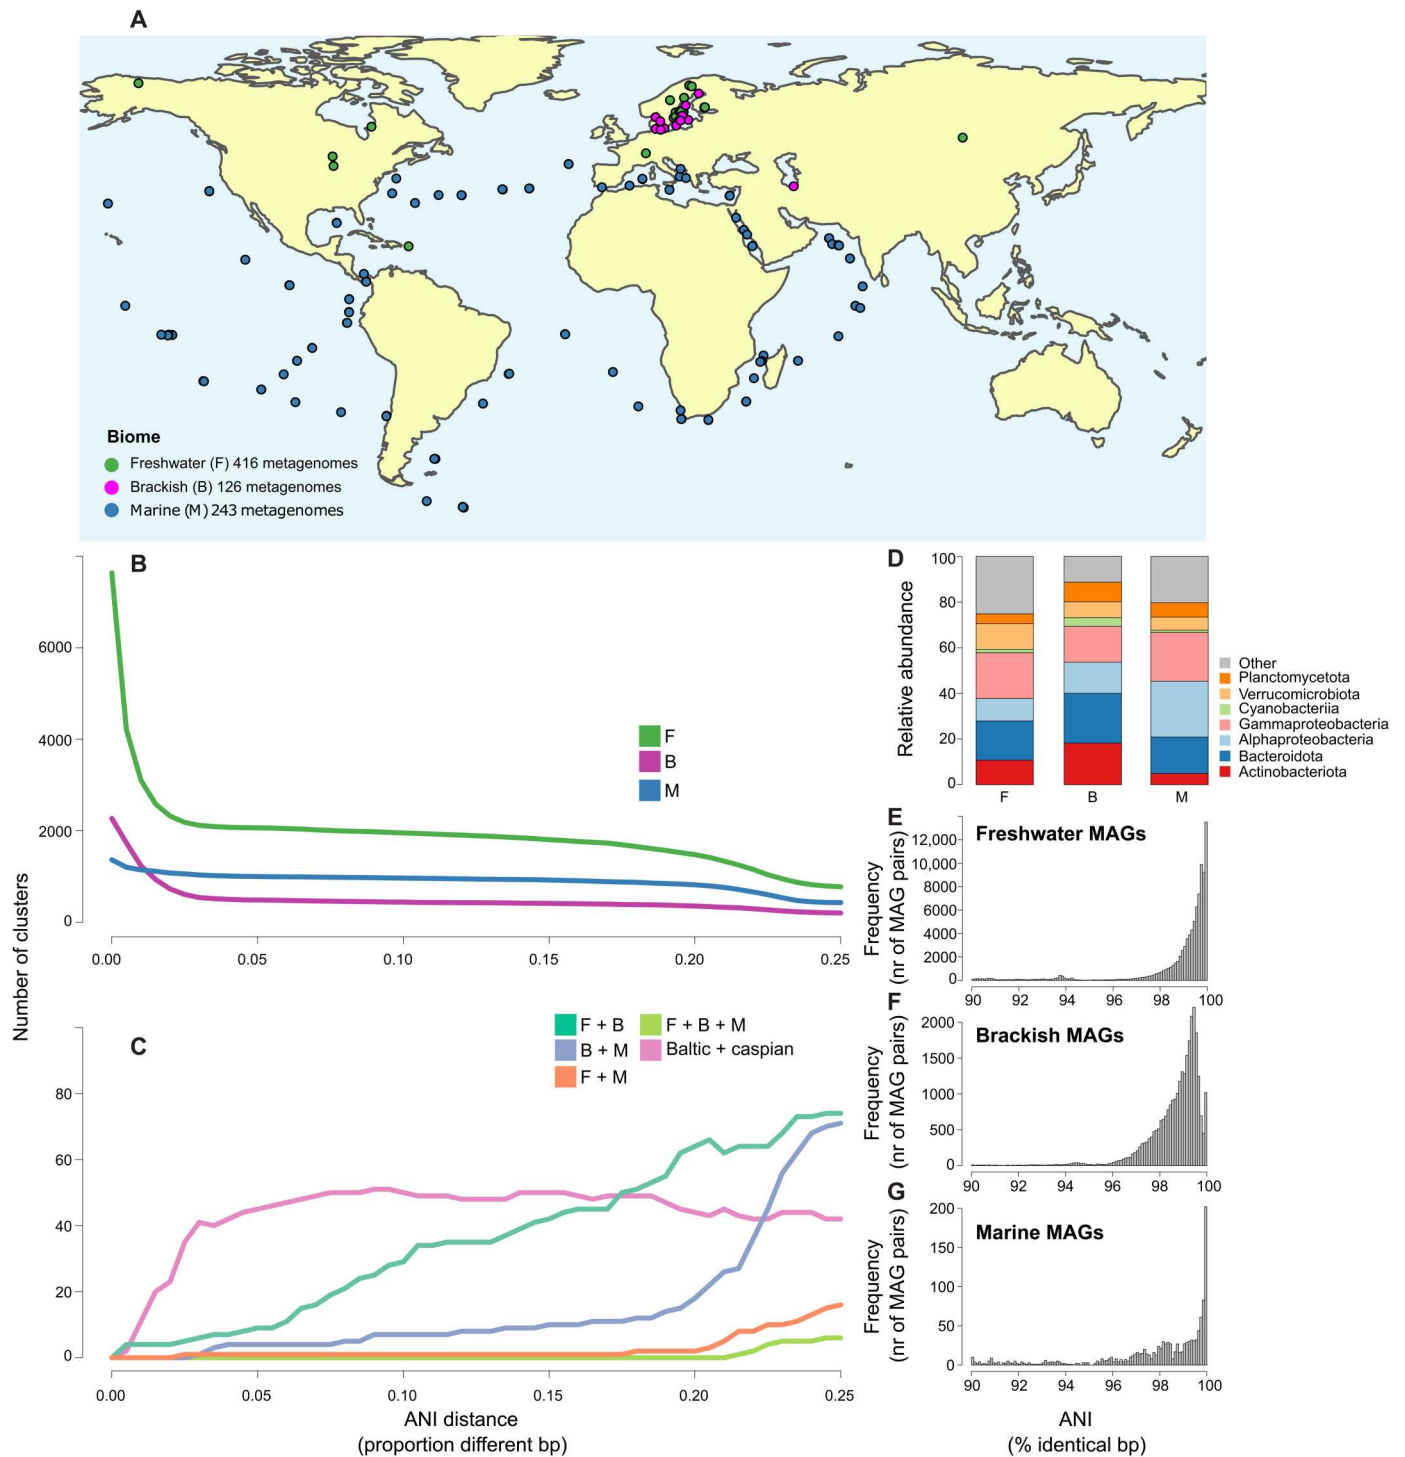 A
Biome
Freshwater (F) 416 metagenomes
Brackish (B) 126 metagenomes
Marine (M) 243 metagenomes
B
6000
4000
2000
0
F
B
M
0.00 0.05 0.10 0.15 0.20 0.25
Number of clusters
C
80
60
40
20
0
F + B
B + M
F + M
F + B + M
Baltic + caspian
0.00 0.05 0.10 0.15 0.20 0.25
ANI distance
(proportion different bp)
D
Relative abundance
100
80
60
40
20
0
F B M
Other
Planctomycetota
Verrucomicrobiota
Cyanobacteriia
Gammaproteobacteria
Alphaproteobacteria
Bacteroidota
Actinobacteriota
E
Freshwater MAGs
Frequency
(nr of MAG pairs)
12,000
10,000
8000
6000
4000
2000
0
90 92 94 96 98 100
F
Brackish MAGs
Frequency
(nr of MAG pairs)
2000
1500
1000
500
0
90 92 94 96 98 100
G
Marine MAGs
Frequency
(nr of MAG pairs)
200
150
100
50
0
90 92 94 96 98 100
ANI
(% identical bp)